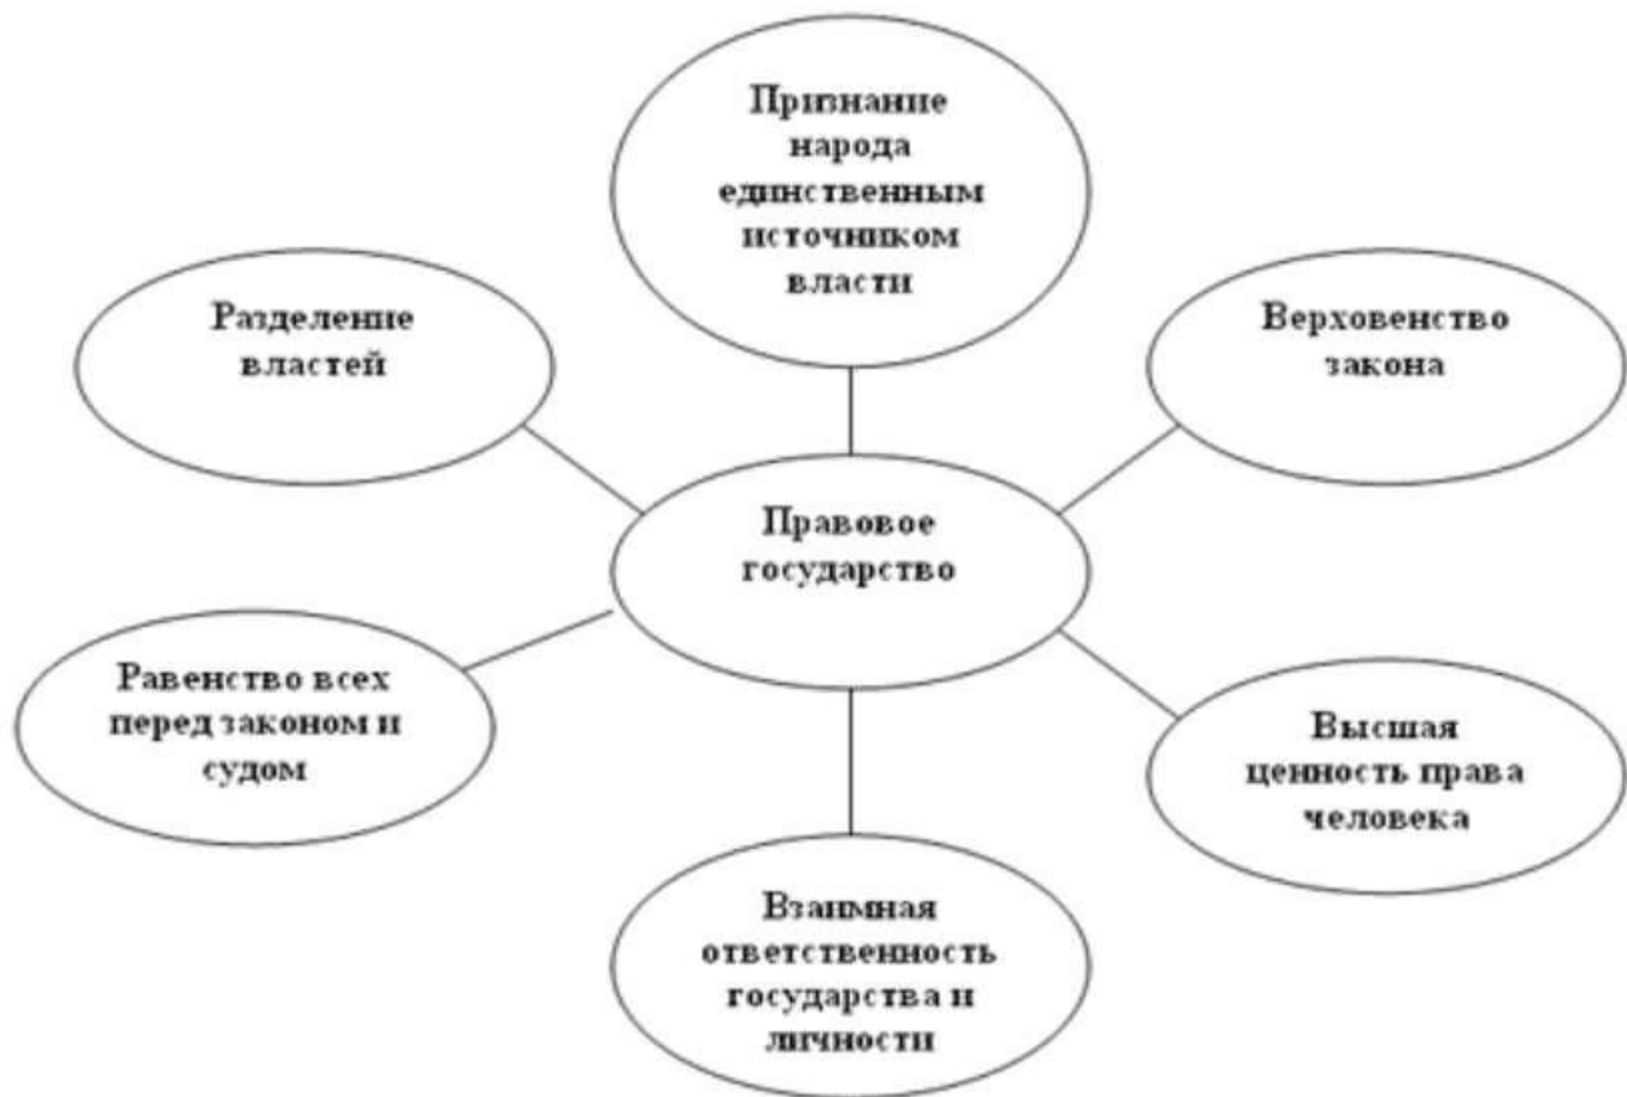 Признание
народа
единственным
источником
власти
Разделение
властей
Верховенство
закона
Правовое
государство
Равенство всех
перед законом и
судом
Высшая
ценность права
человека
Взаимная
ответственность
государства и
личности